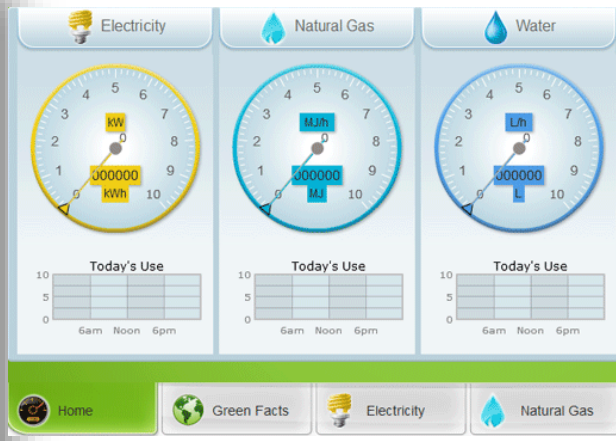 Electricity
Natural Gas
Water
0 1 2 3 4 5 6 7 8 9 10
kW
0
000000
kWh
0 1 2 3 4 5 6 7 8 9 10
MJ/h
0
000000
MJ
0 1 2 3 4 5 6 7 8 9 10
L/h
0
000000
L
Today's Use
10
5
0
6am Noon 6pm
Today's Use
10
5
0
6am Noon 6pm
Today's Use
10
5
0
6am Noon 6pm
Home
Green Facts
Electricity
Natural Gas